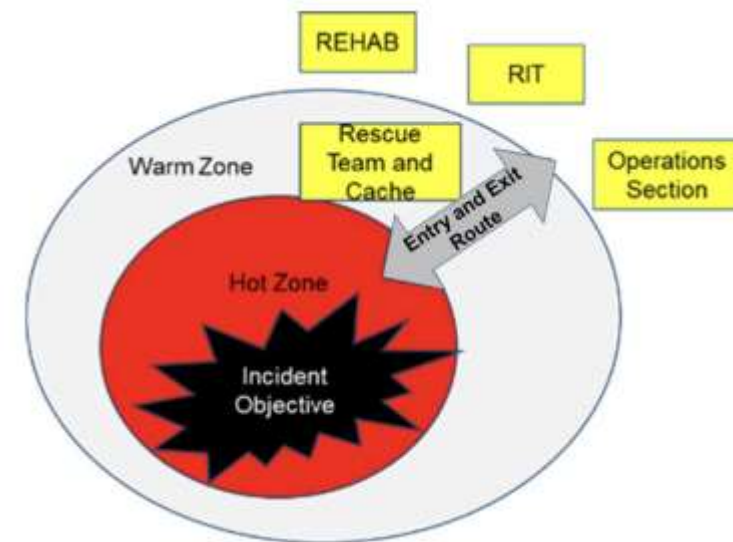 REHAB
RIT
Rescue
Team and
Cache
Warm Zone
Operations
Section
Entry and Exit
Route
Hot Zone
Incident
Objective